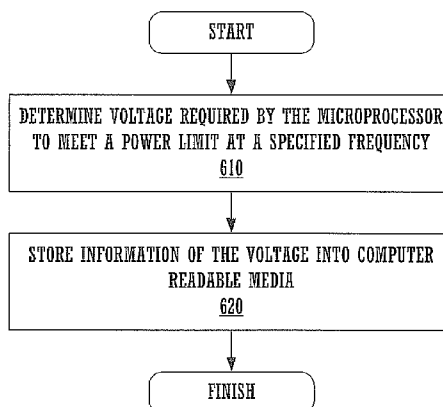 START
DETERMINE VOLTAGE REQUIRED BY THE MICROPROCESSOR
TO MEET A POWER LIMIT AT A SPECIFIED FREQUENCY
610
STORE INFORMATION OF THE VOLTAGE INTO COMPUTER
READABLE MEDIA
620
FINISH